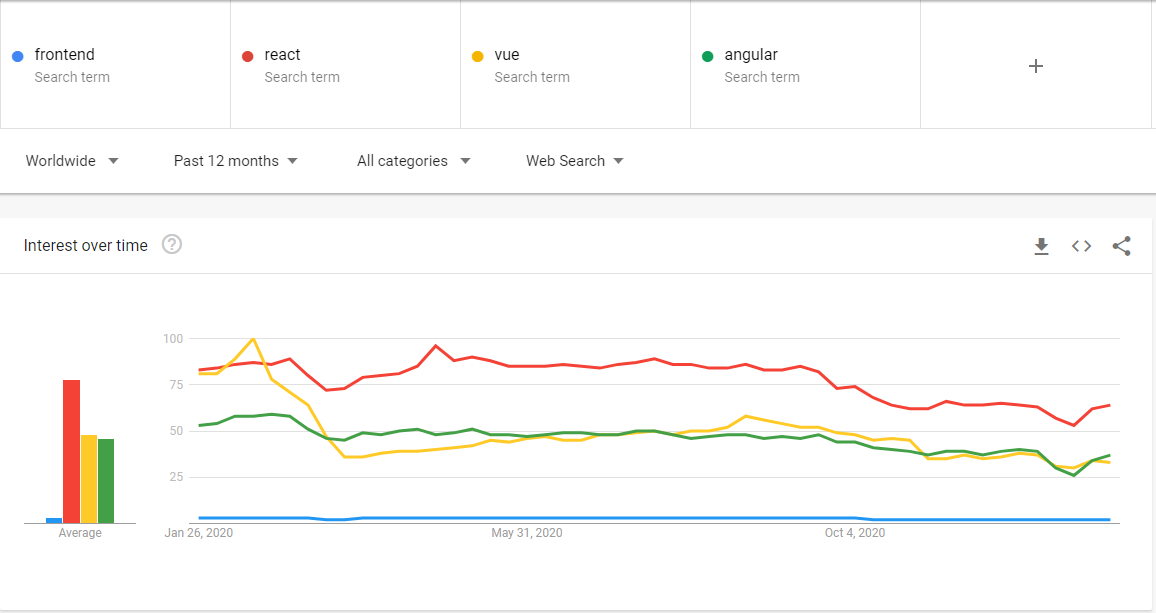 frontend
Search term
react
Search term
vue
Search term
angular
Search term
+
Worldwide
Past 12 months
All categories
Web Search
Interest over time ?
100
75
50
25
Average
Jan 26, 2020
May 31, 2020
Oct 4, 2020